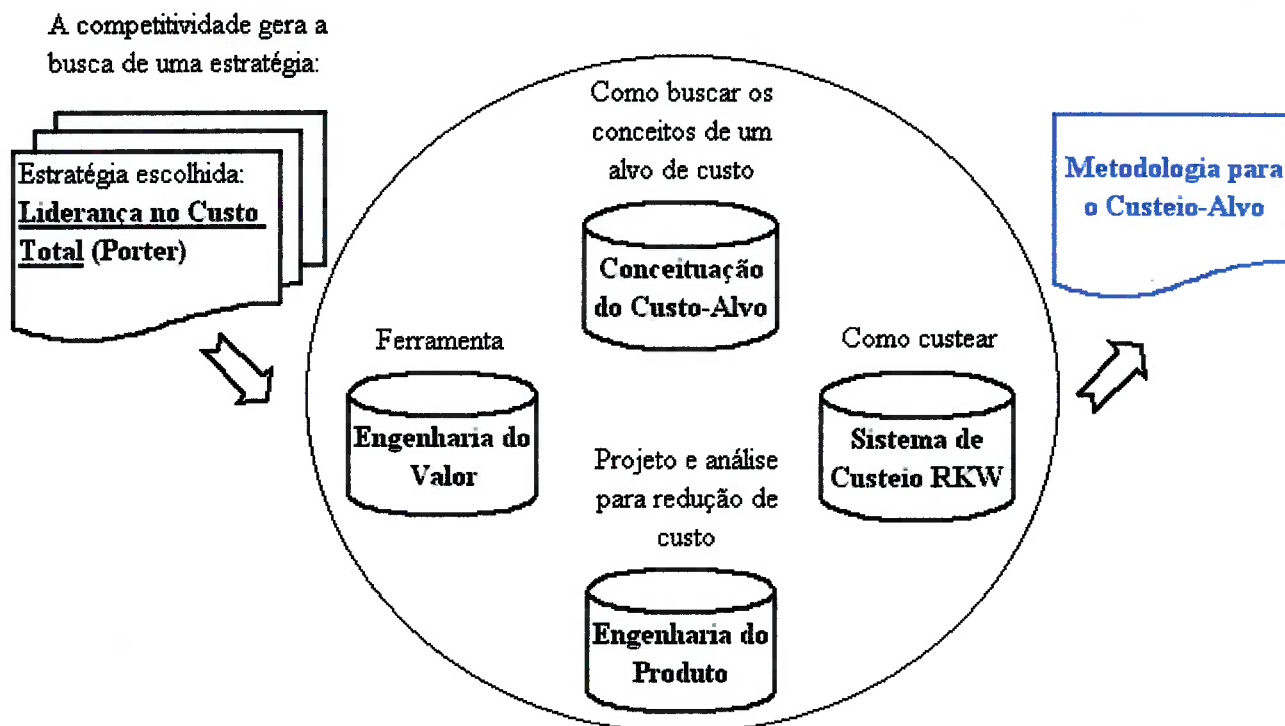 A competitividade gera a
busca de uma estratégia:
Estratégia escolhida:
Liderança no Custo
Total (Porter)
Como buscar os
conceitos de um
alvo de custo
Conceituação
do Custo-Alvo
Ferramenta
Engenharia do
Valor
Projeto e análise
para redução de
custo
Engenharia do
Produto
Como custear
Sistema de
Custeio RKW
Metodologia para
o Custeio-Alvo